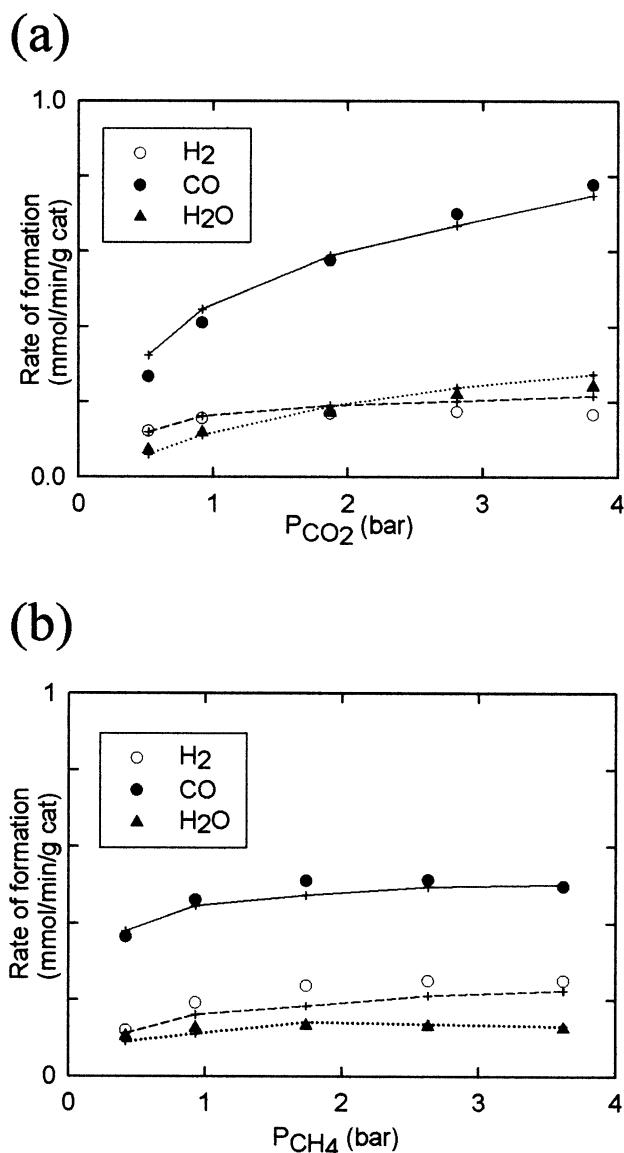 (a)
1.0
H2
CO
H2O
Rate of formation
(mmol/min/g cat)
0.0
0 1 2 3 4
PCO2 (bar)
(b)
1
H2
CO
H2O
Rate of formation
(mmol/min/g cat)
0
0 1 2 3 4
PCH4 (bar)